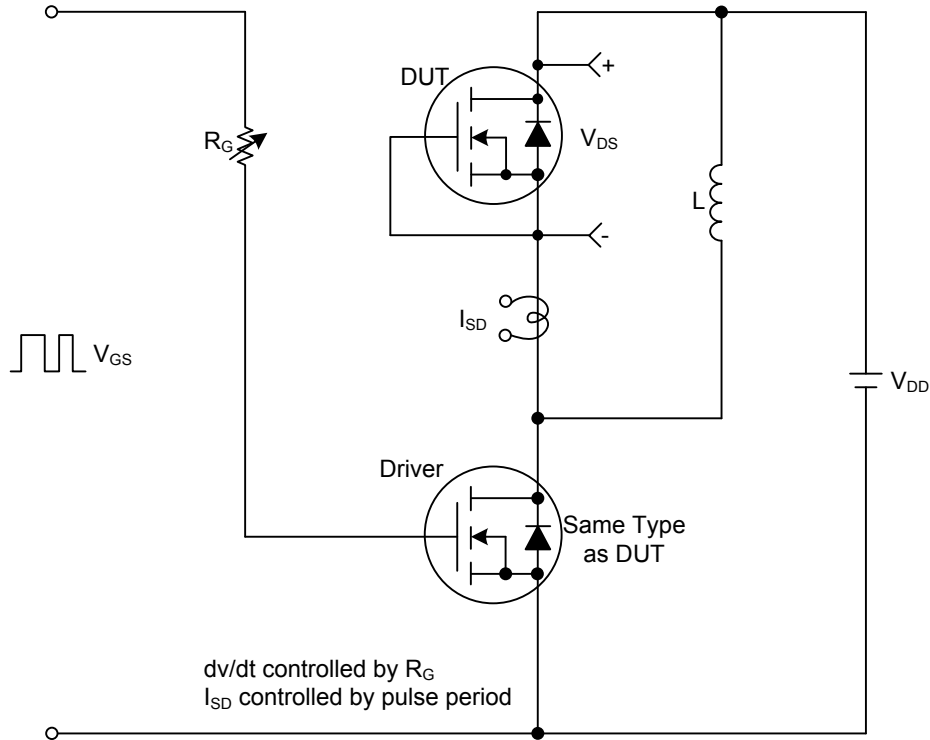 DUT
+
R_G
V_DS
L
-
I_SD
V_GS
V_DD
Driver
Same Type
as DUT
dv/dt controlled by R_G
I_SD controlled by pulse period